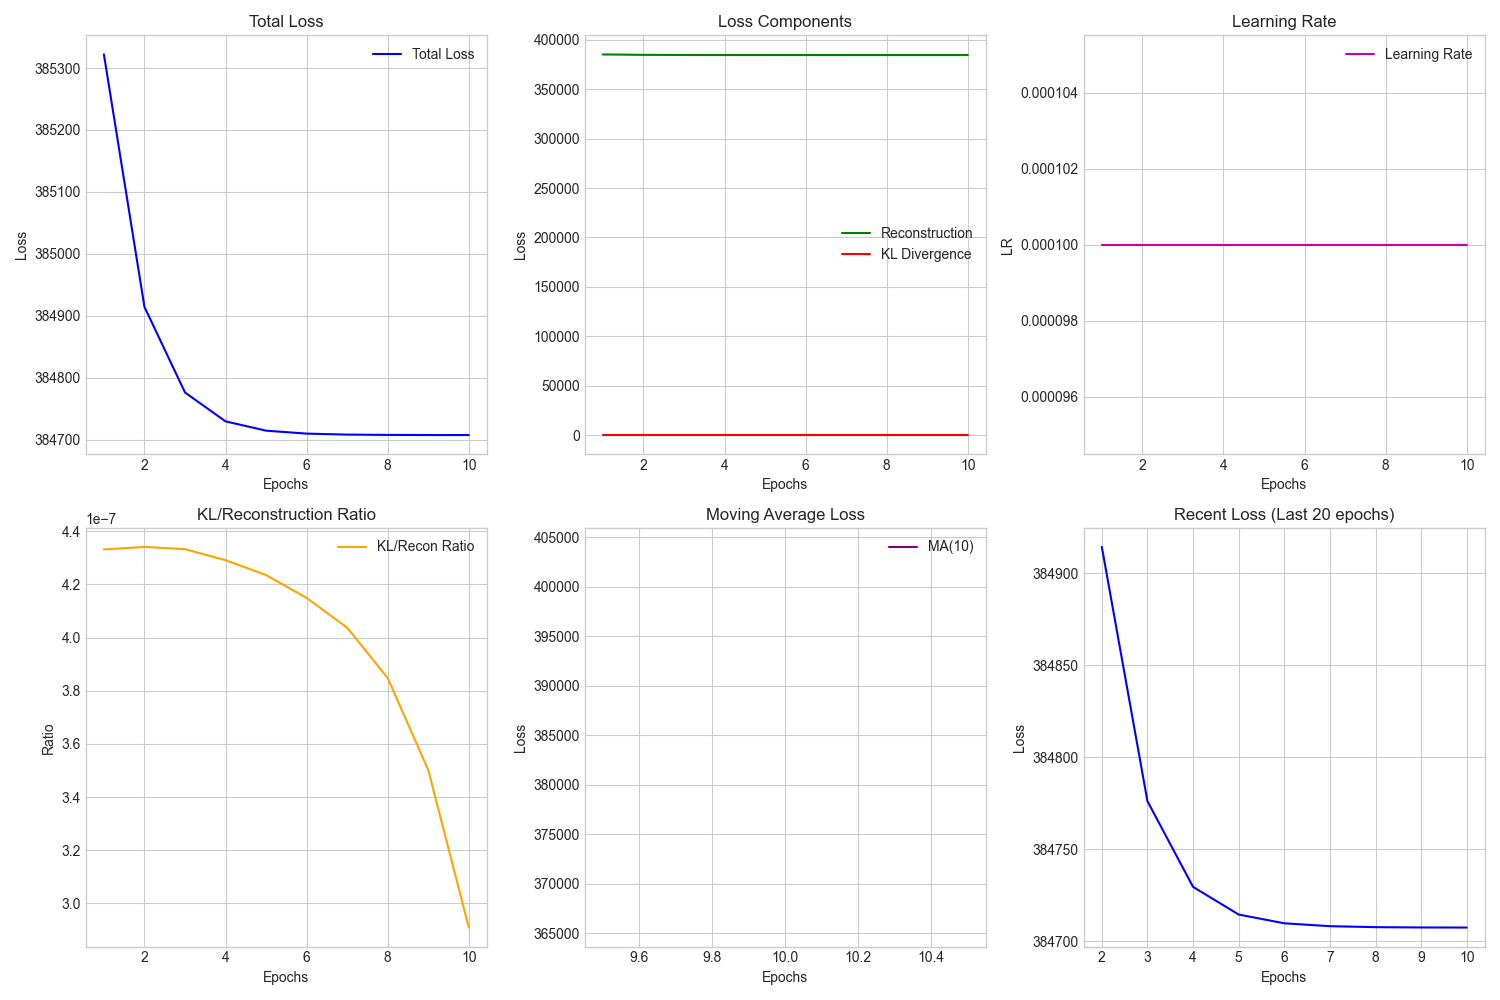 Total Loss
385300
385200
385100
385000
384900
384800
384700
Loss
Total Loss
2 4 6 8 10
Epochs
Loss Components
400000
350000
300000
250000
200000
150000
100000
50000
0
Loss
Reconstruction
KL Divergence
2 4 6 8 10
Epochs
Learning Rate
0.000104
0.000102
0.000100
0.000098
0.000096
LR
Learning Rate
2 4 6 8 10
Epochs
KL/Reconstruction Ratio
1e−7
4.4
4.2
4.0
3.8
3.6
3.4
3.2
3.0
Ratio
KL/Recon Ratio
2 4 6 8 10
Epochs
Moving Average Loss
405000
400000
395000
390000
385000
380000
375000
370000
365000
Loss
MA(10)
9.6 9.8 10.0 10.2 10.4
Epochs
Recent Loss (Last 20 epochs)
384900
384850
384800
384750
384700
Loss
2 3 4 5 6 7 8 9 10
Epochs